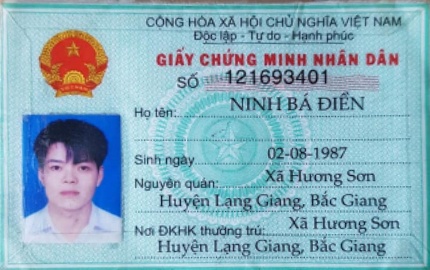 CỘNG HÒA XÃ HỘI CHỦ NGHĨA VIỆT NAM
Độc lập - Tự do - Hạnh phúc
GIẤY CHỨNG MINH NHÂN DÂN
SỐ 121693401
Họ tên: NINH BÁ ĐIỀN
Sinh ngày 02-08-1987
Nguyên quán: Xã Hương Sơn
Huyện Lạng Giang, Bắc Giang
Nơi ĐKHK thường trú: Xã Hương Sơn
Huyện Lạng Giang, Bắc Giang